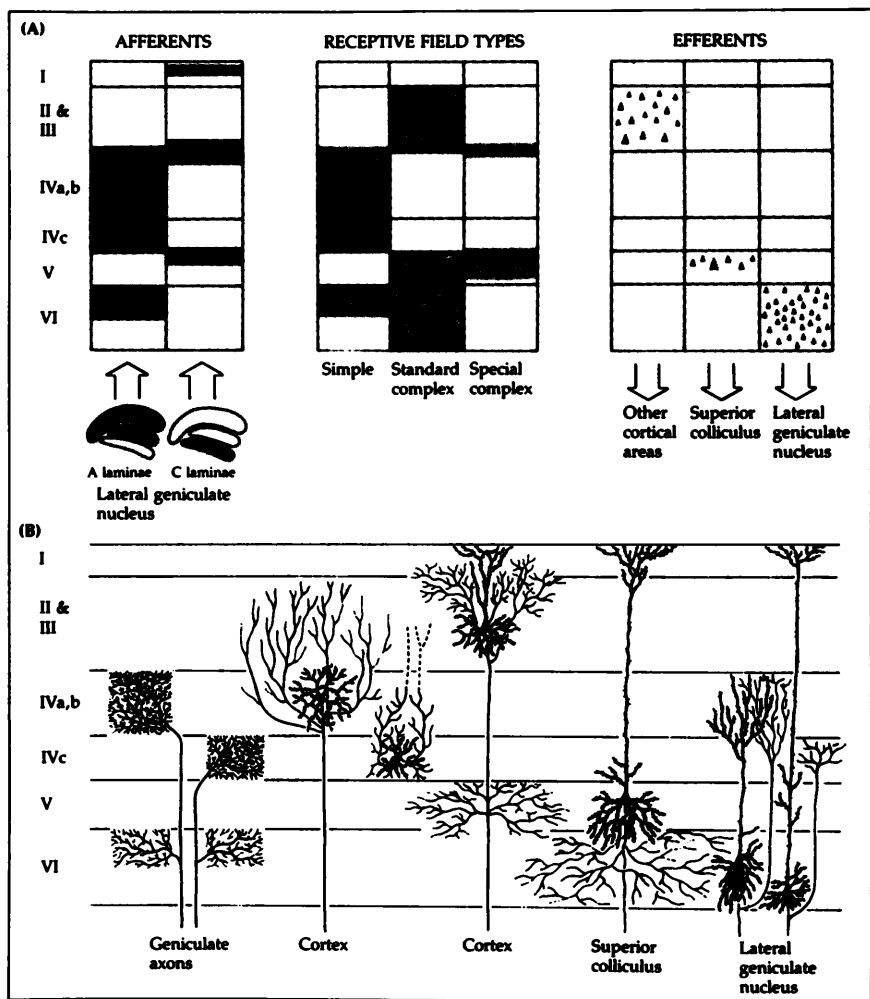 (A)
AFFERENTS
RECEPTIVE FIELD TYPES
EFFERENTS
I
II &
III
IVa,b
IVc
V
VI
Simple
Standard
complex
Special
complex
Other
cortical
areas
Superior
colliculus
Lateral
geniculate
nucleus
A laminae
C laminae
Lateral geniculate
nucleus
(B)
I
II &
III
IVa,b
IVc
V
VI
Geniculate
axons
Cortex
Cortex
Superior
colliculus
Lateral
geniculate
nucleus